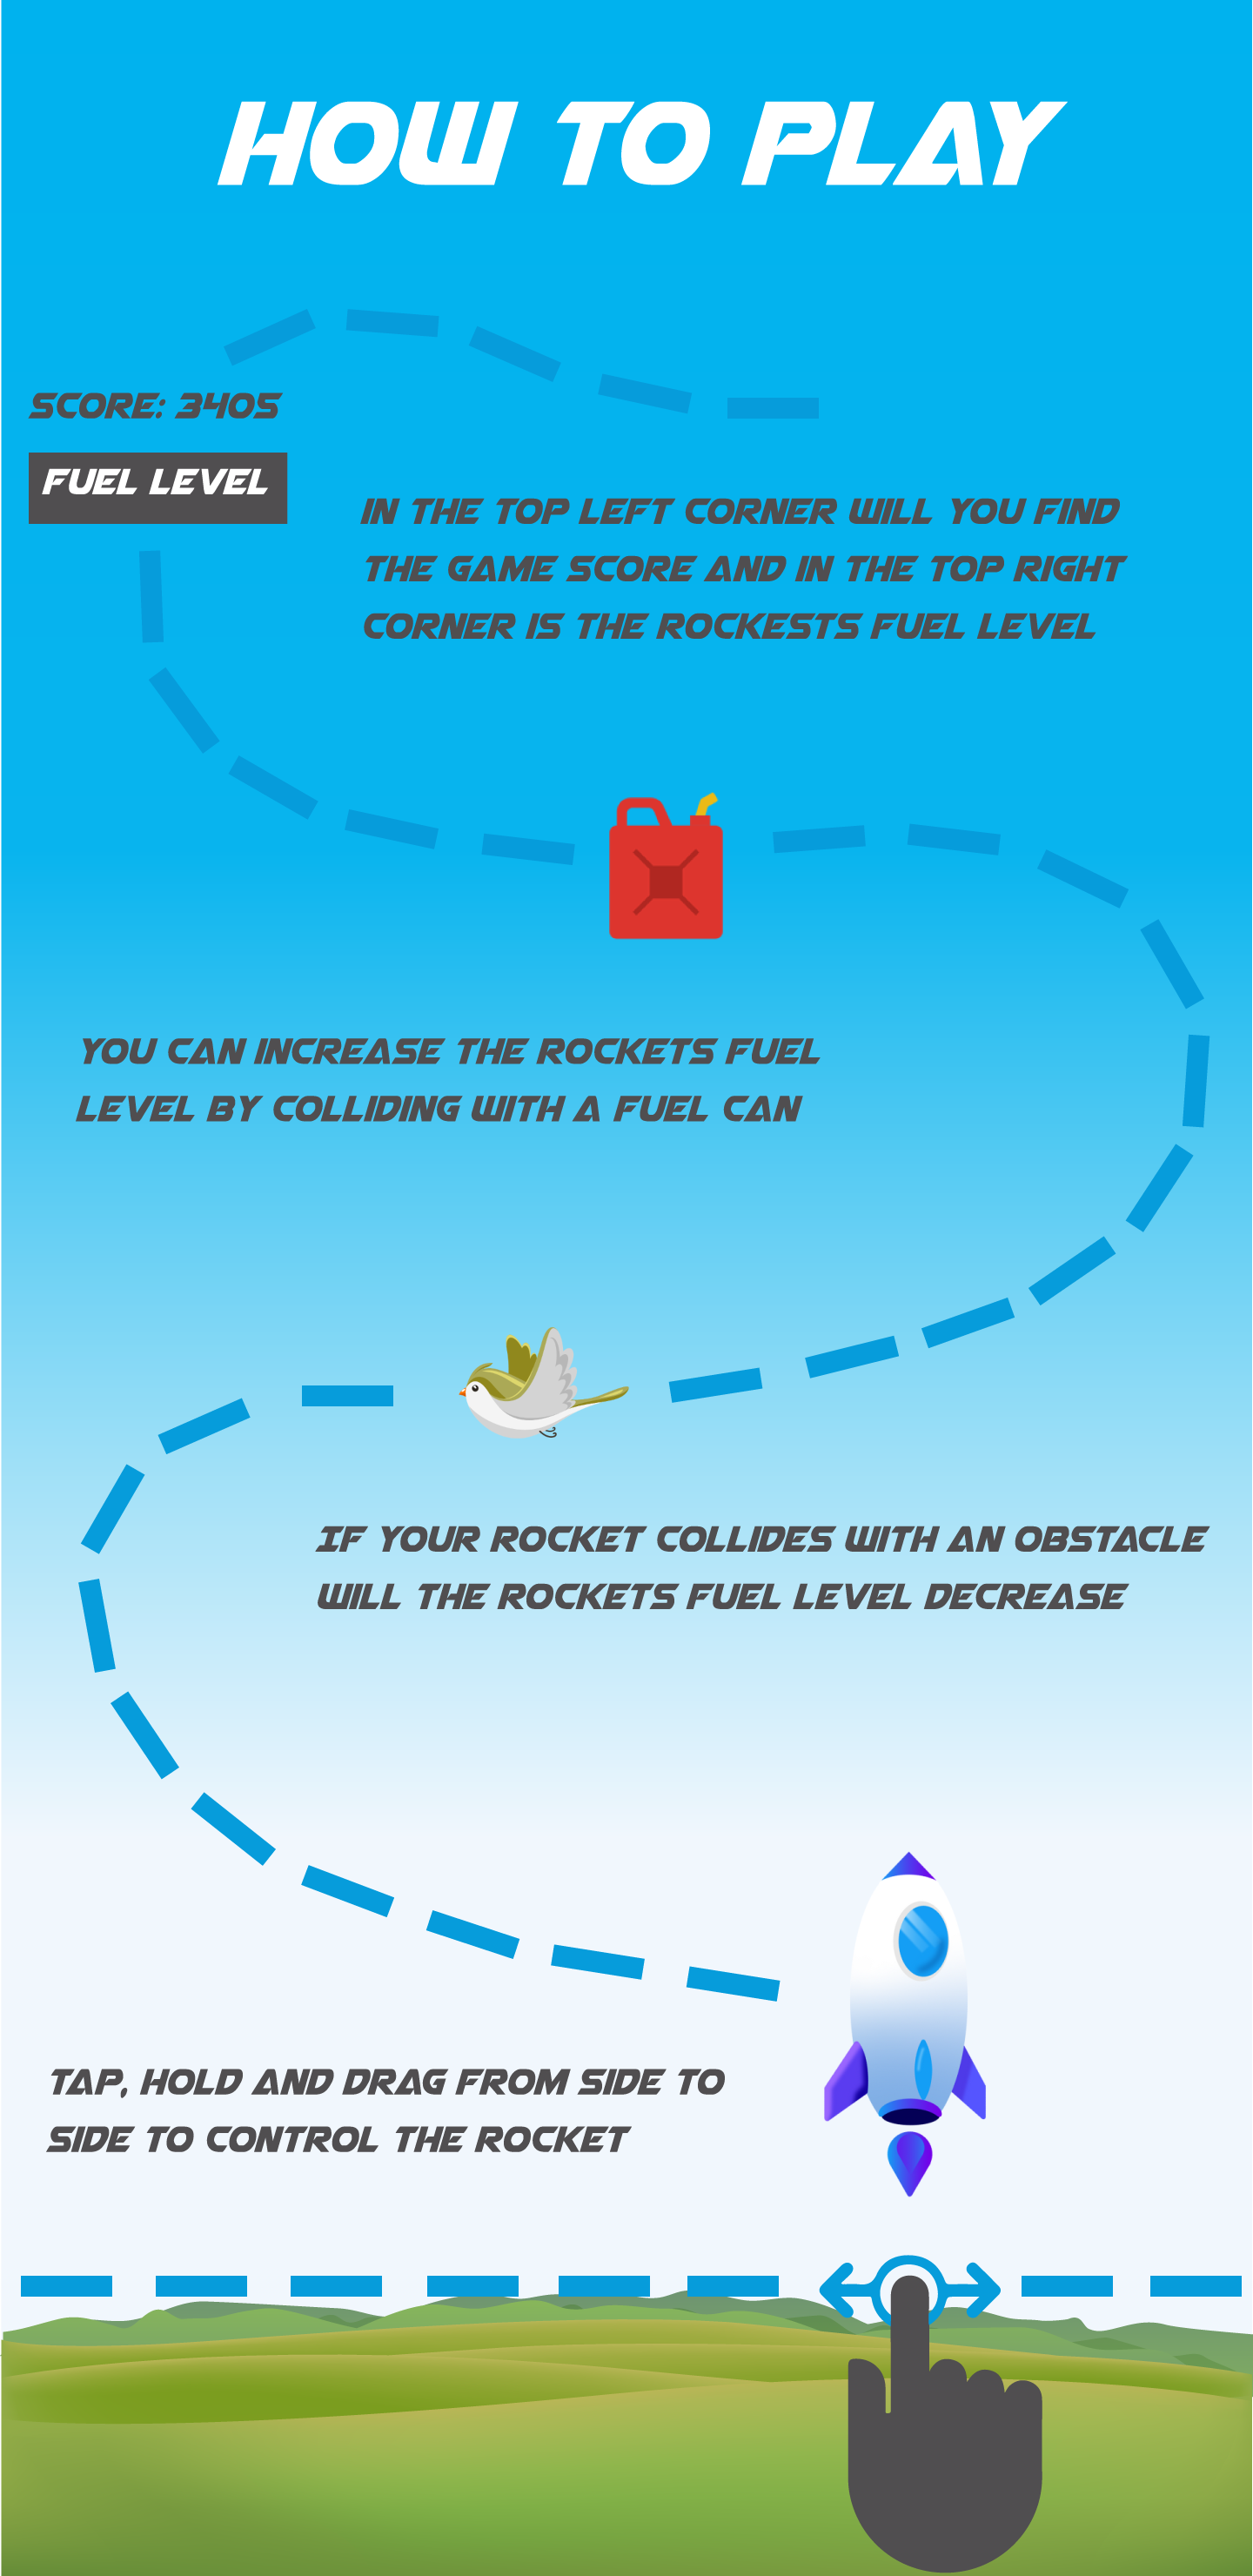 HOW TO PLAY
SCORE: 3405
FUEL LEVEL
IN THE TOP LEFT CORNER WILL YOU FIND
THE GAME SCORE AND IN THE TOP RIGHT
CORNER IS THE ROCKESTS FUEL LEVEL
YOU CAN INCREASE THE ROCKETS FUEL
LEVEL BY COLLIDING WITH A FUEL CAN
IF YOUR ROCKET COLLIDES WITH AN OBSTACLE
WILL THE ROCKETS FUEL LEVEL DECREASE
TAP, HOLD AND DRAG FROM SIDE TO
SIDE TO CONTROL THE ROCKET